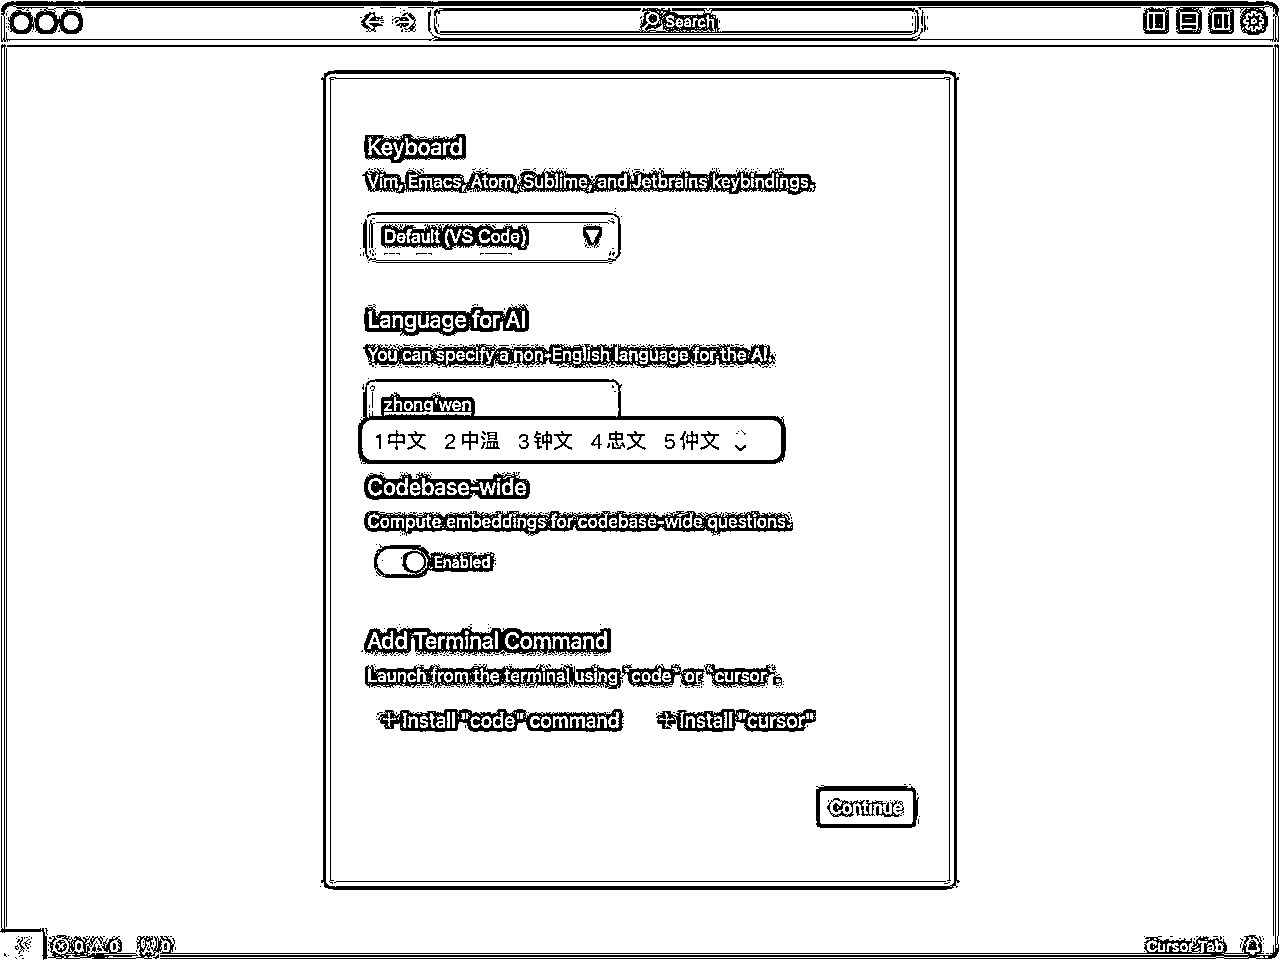 Search
Keyboard
Vim, Emacs, Atom, Sublime, and Jetbrains keybindings.
Default (VS Code)
Language for AI
You can specify a non-English language for the AI.
zhong'wen
1 中文 2 中温 3 钟文 4 忠文 5 仲文
Codebase-wide
Compute embeddings for codebase-wide questions.
Enabled
Add Terminal Command
Launch from the terminal using `code` or `cursor`.
+ Install "code" command + Install "cursor"
Continue
0 0 0 Cursor Tab